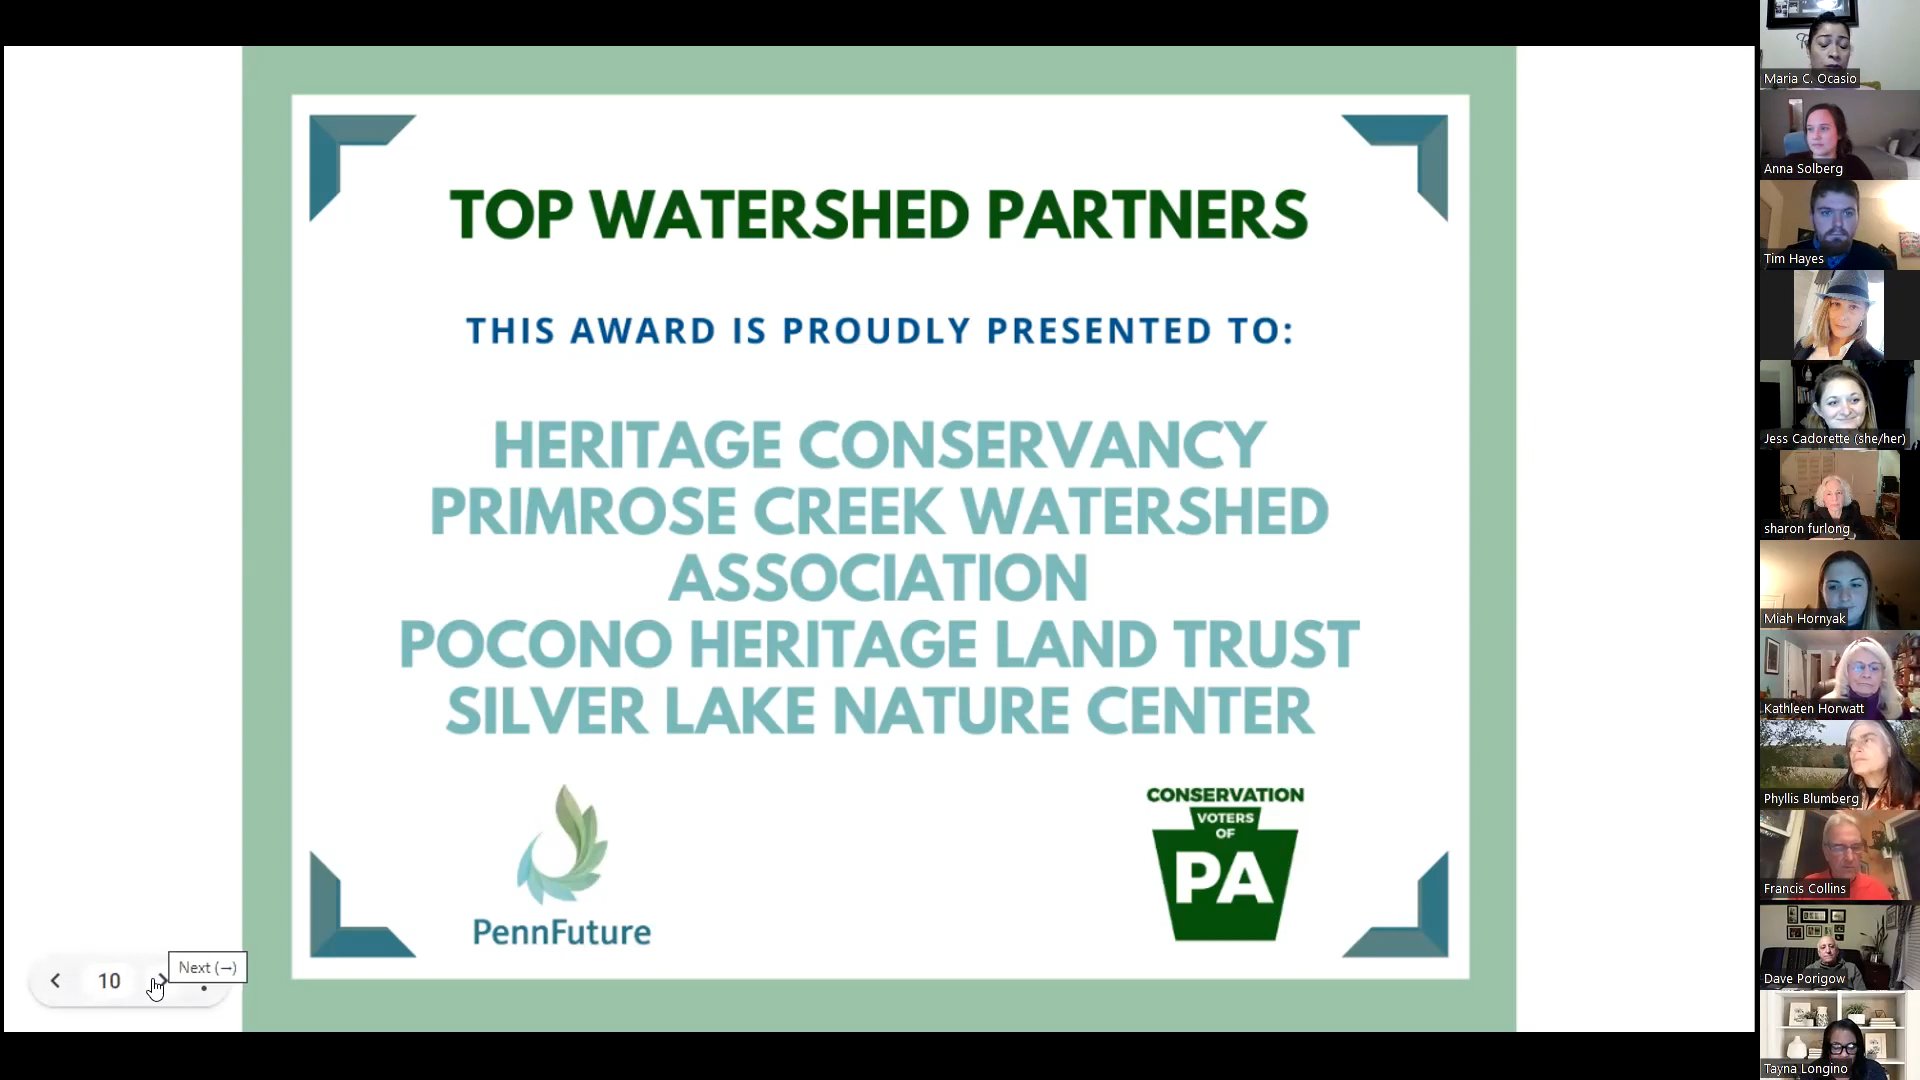 TOP WATERSHED PARTNERS
THIS AWARD IS PROUDLY PRESENTED TO:
HERITAGE CONSERVANCY
PRIMROSE CREEK WATERSHED
ASSOCIATION
POCONO HERITAGE LAND TRUST
SILVER LAKE NATURE CENTER
PennFuture
CONSERVATION
VOTERS
OF
PA
10
Next (→)
Maria C. Ocasio
Anna Solberg
Tim Hayes
Jess Cadorette (she/her)
sharon furlong
Miah Hornyak
Kathleen Horwatt
Phyllis Blumberg
Francis Collins
Dave Porigow
Tayna Longino